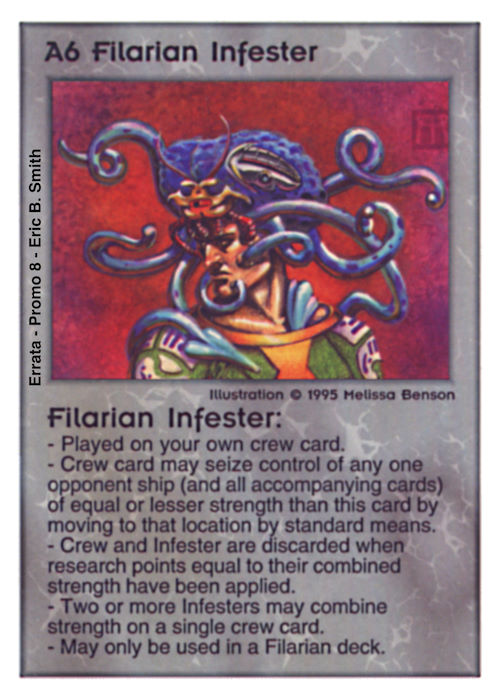 A6 Filarian Infester
Errata - Promo 8 - Eric B. Smith
Illustration © 1995 Melissa Benson
Filarian Infester:
- Played on your own crew card.
- Crew card may seize control of any one
opponent ship (and all accompanying cards)
of equal or lesser strength than this card by
moving to that location by standard means.
- Crew and Infester are discarded when
research points equal to their combined
strength have been applied.
- Two or more Infesters may combine
strength on a single crew card.
- May only be used in a Filarian deck.